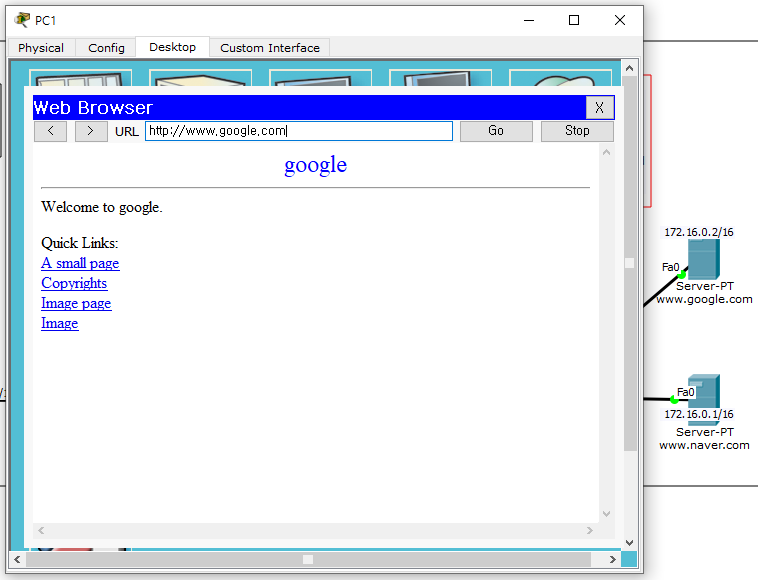 PC1
Physical Config Desktop Custom Interface
Web Browser X
< > URL http://www.google.com Go Stop
google
Welcome to google.
Quick Links:
A small page
Copyrights
Image page
Image
172.16.0.2/16
Fa0
Server-PT
www.google.com
Fa0
172.16.0.1/16
Server-PT
www.naver.com